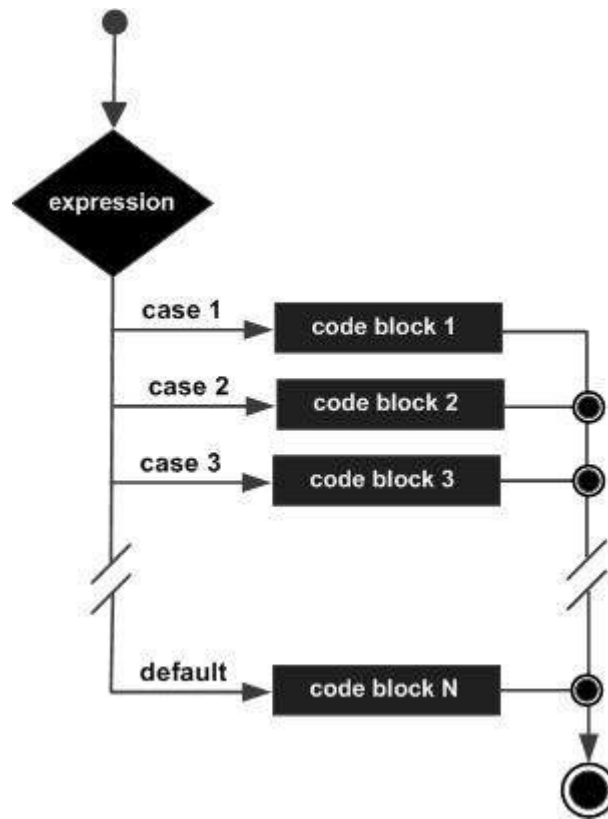 expression
case 1
code block 1
case 2
code block 2
case 3
code block 3
default
code block N